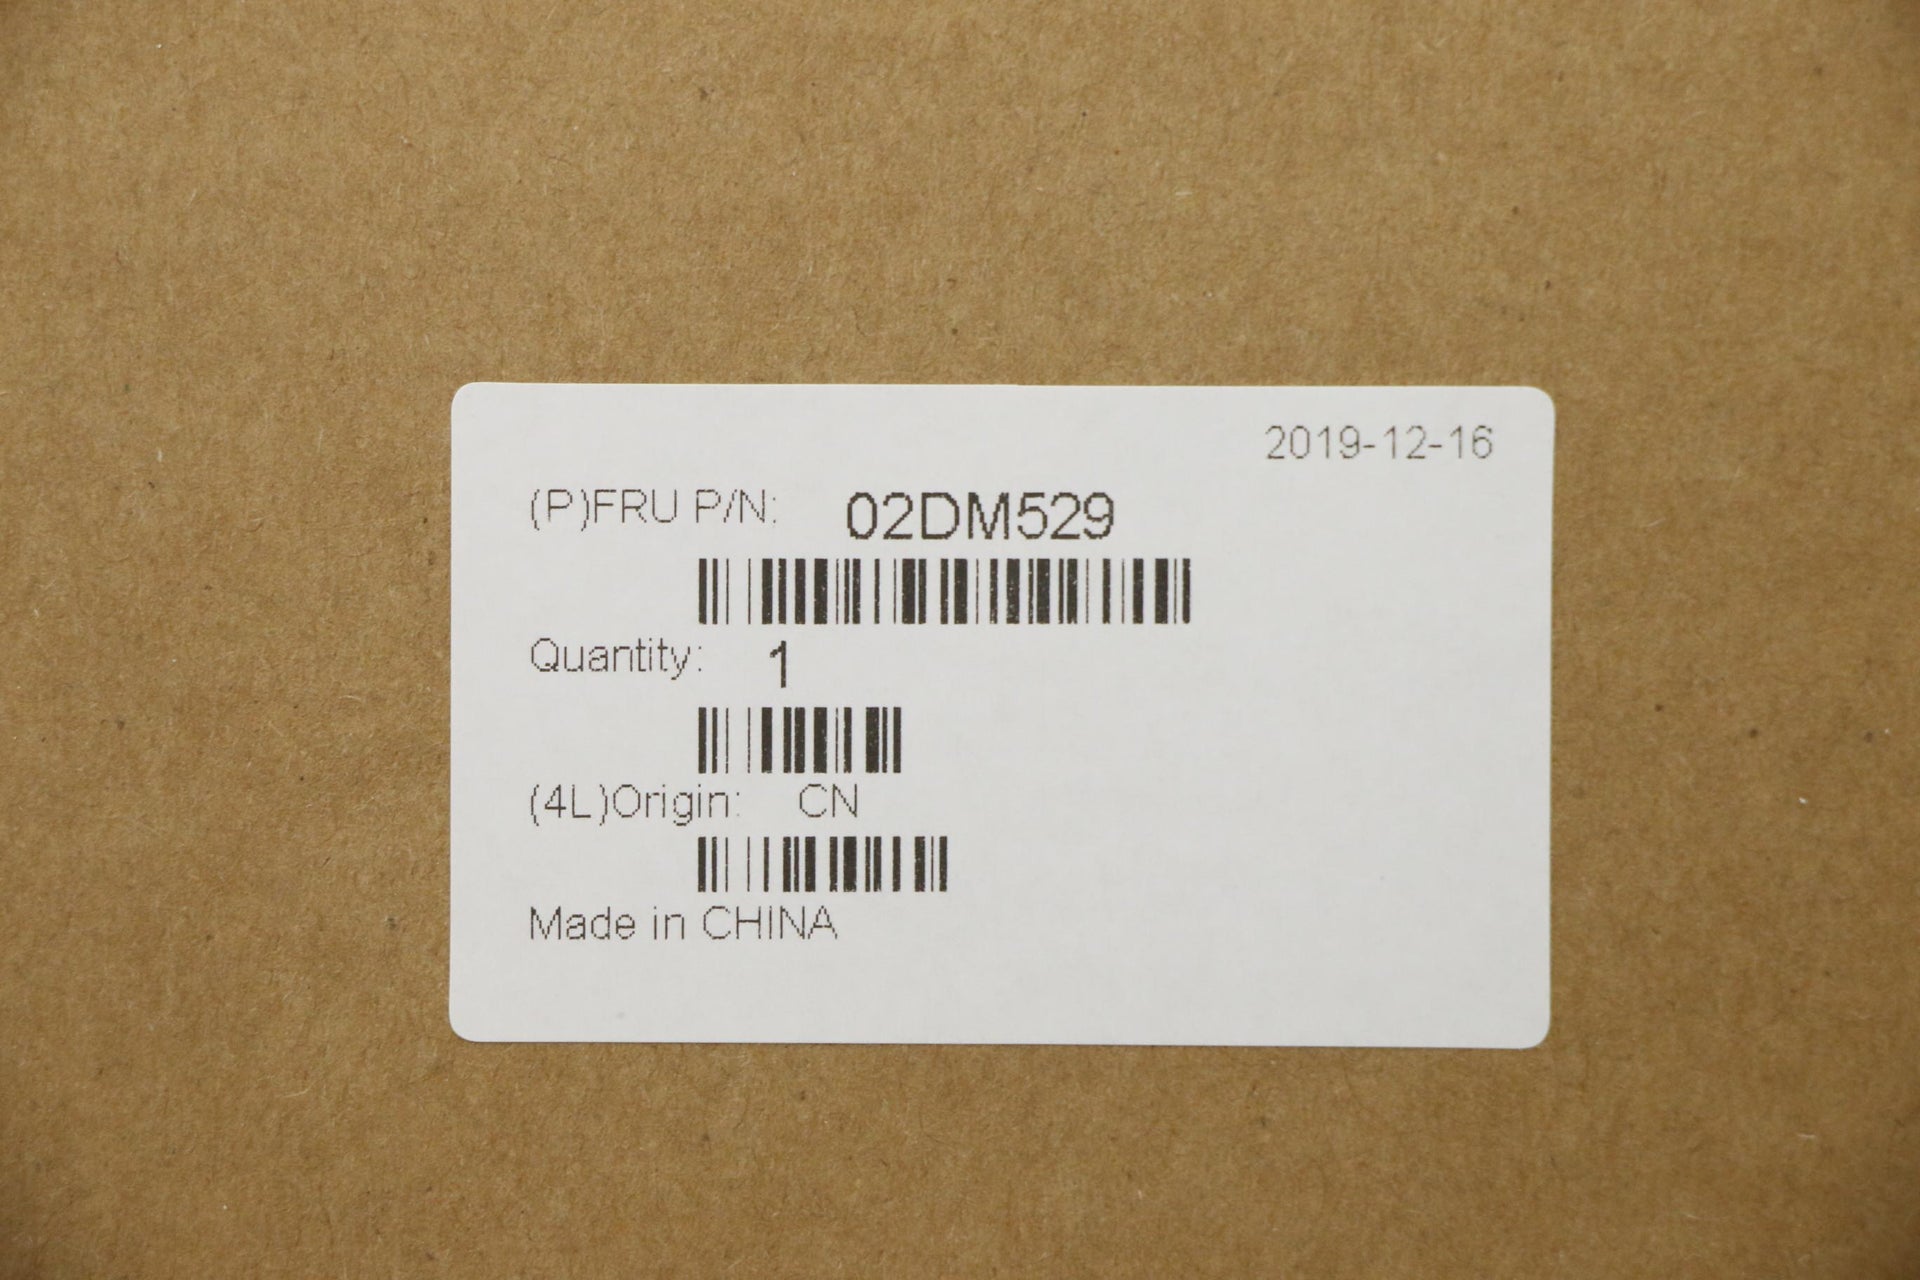 2019-12-16
(P)FRU P/N: 02DM529
Quantity: 1
(4L)Origin: CN
Made in CHINA